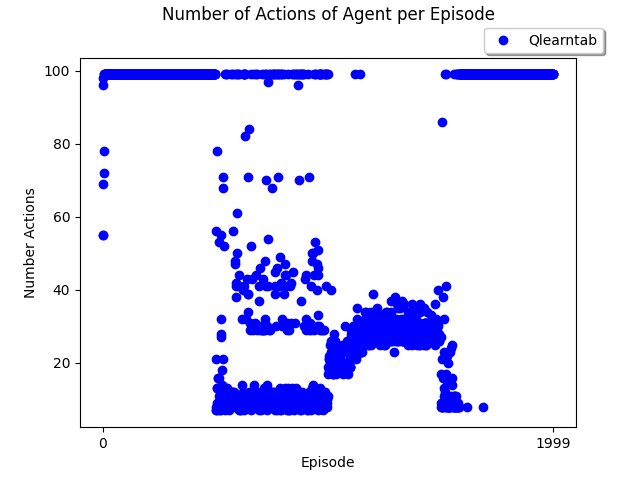 Number of Actions of Agent per Episode
Qlearntab
100
80
60
40
20
Number Actions
0
1999
Episode